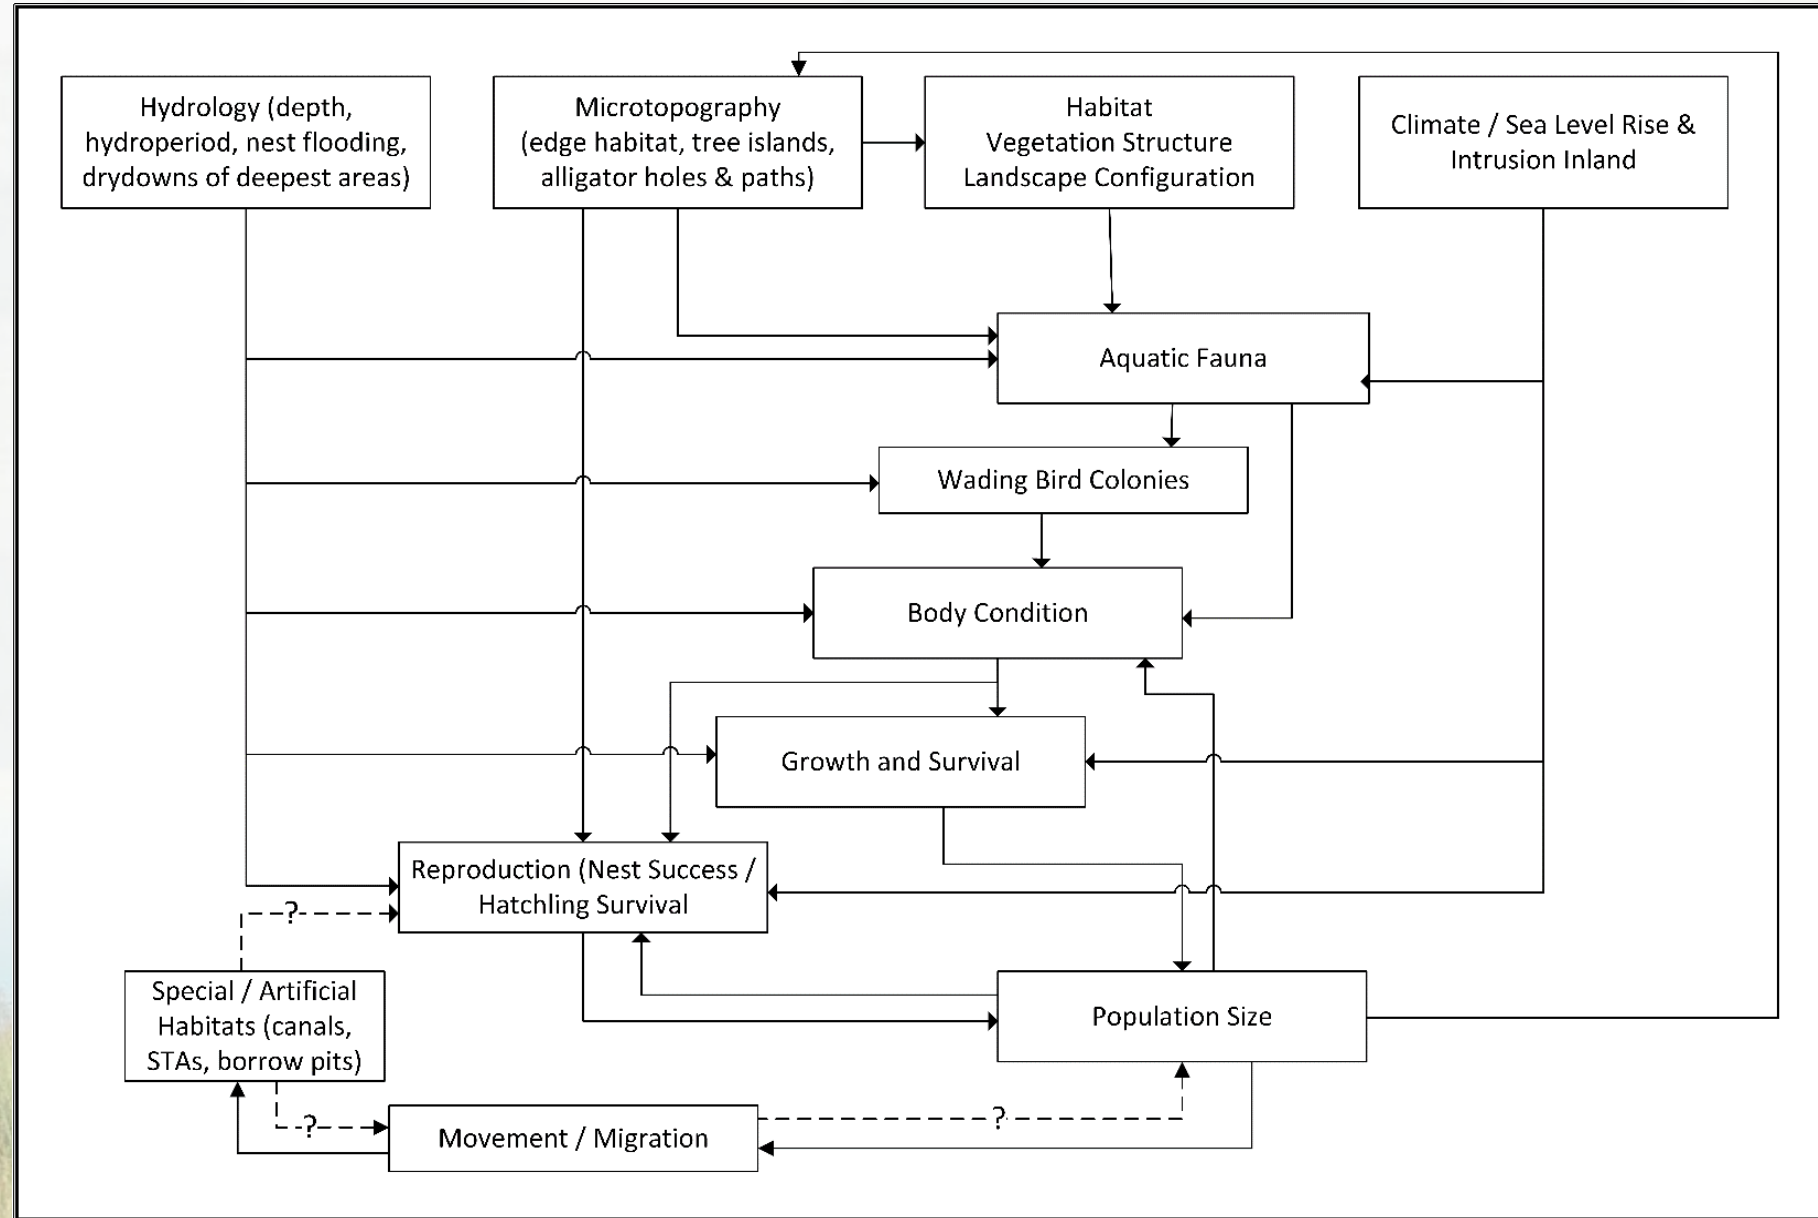 Hydrology (depth,
hydroperiod, nest flooding,
drydowns of deepest areas)
Microtopography
(edge habitat, tree islands,
alligator holes & paths)
Habitat
Vegetation Structure
Landscape Configuration
Climate / Sea Level Rise &
Intrusion Inland
Aquatic Fauna
Wading Bird Colonies
Body Condition
Growth and Survival
Reproduction (Nest Success /
Hatchling Survival
?
Special / Artificial
Habitats (canals,
STAs, borrow pits)
Population Size
?
Movement / Migration
?